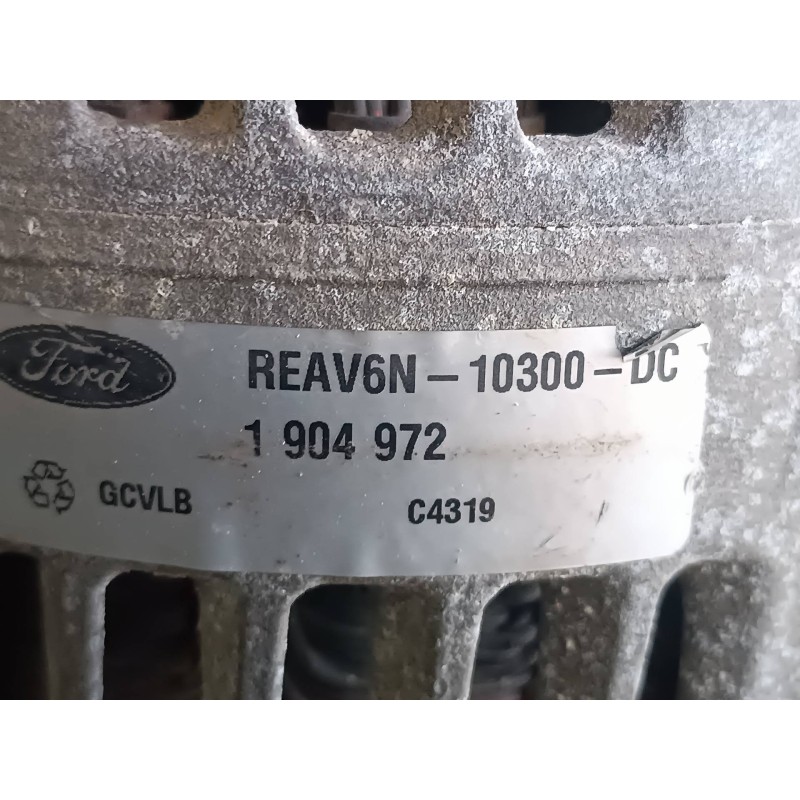 Ford
REAV6N-10300-DC
1 904 972
GCVLB
C4319